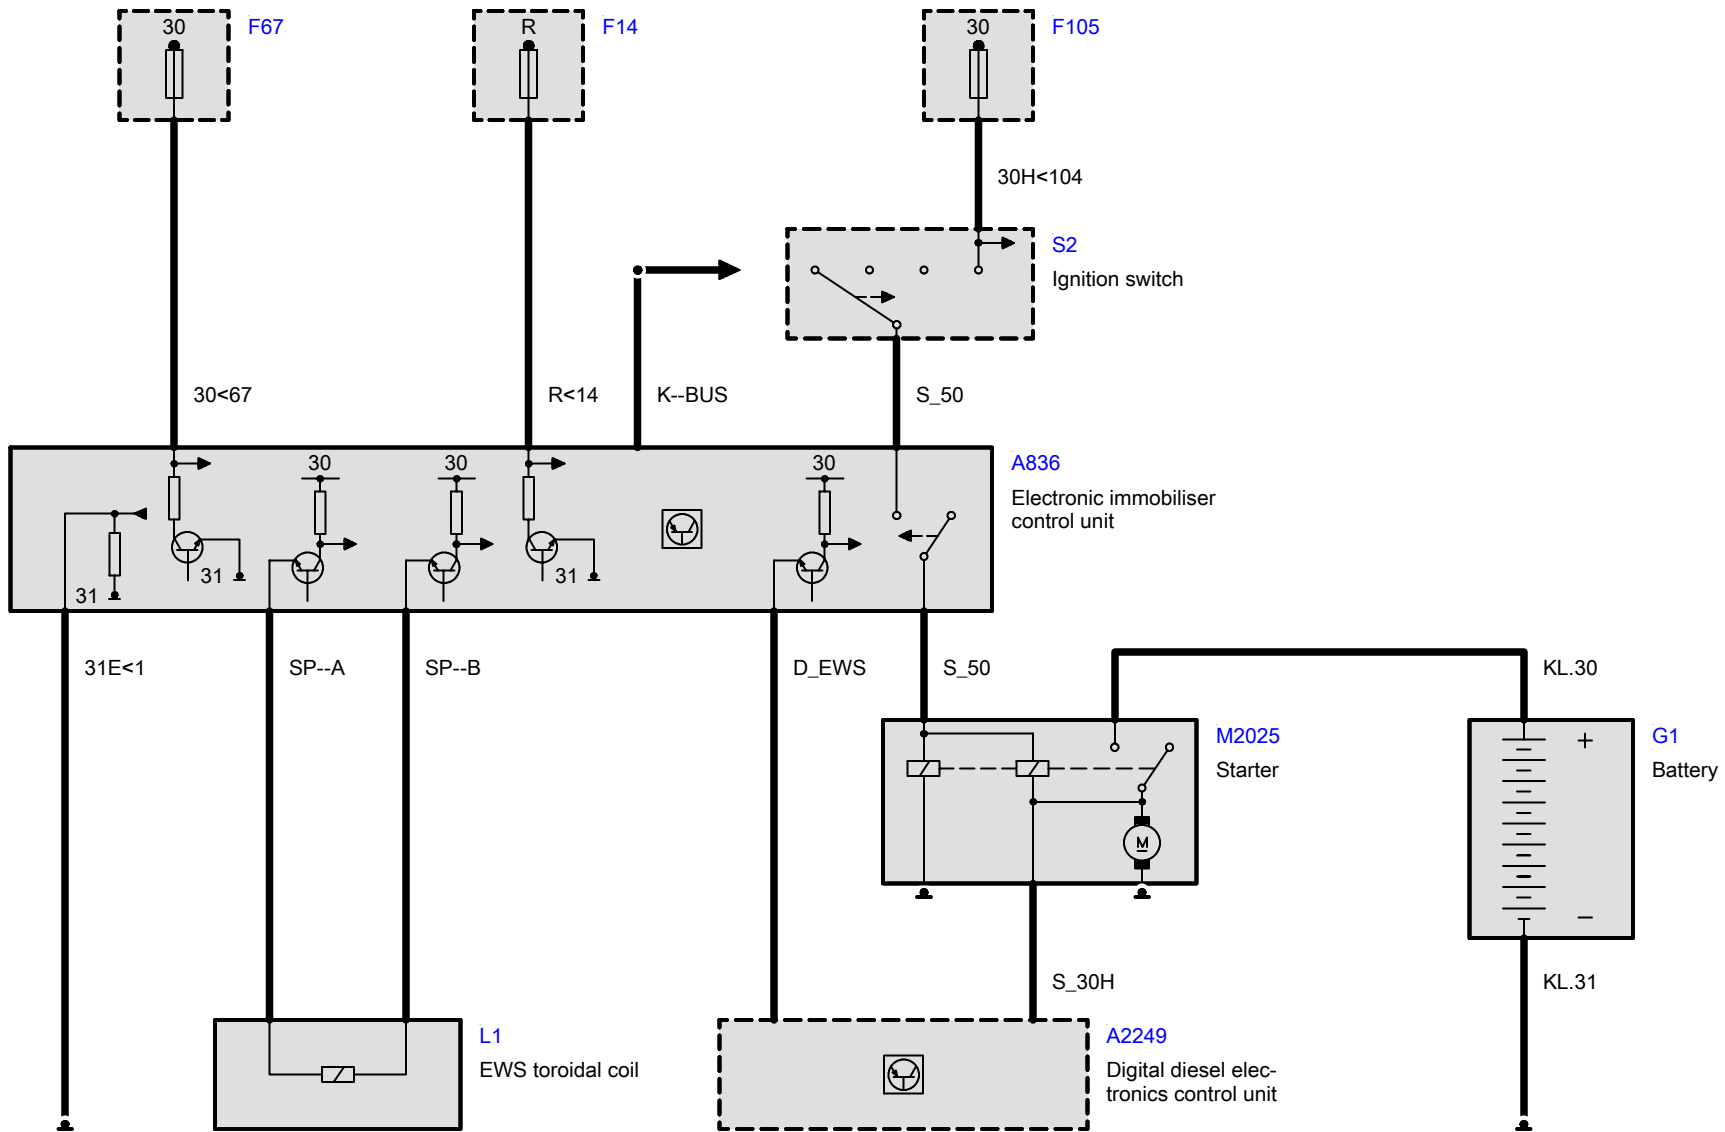 30
F67
R
F14
30
F105
30H<104
S2
Ignition switch
30<67
R<14
K--BUS
S_50
30
30
30
A836
Electronic immobiliser
control unit
31
31
31
31E<1
SP--A
SP--B
D_EWS
S_50
KL.30
M2025
Starter
G1
Battery
+
M
–
S_30H
KL.31
L1
EWS toroidal coil
A2249
Digital diesel elec-
tronics control unit